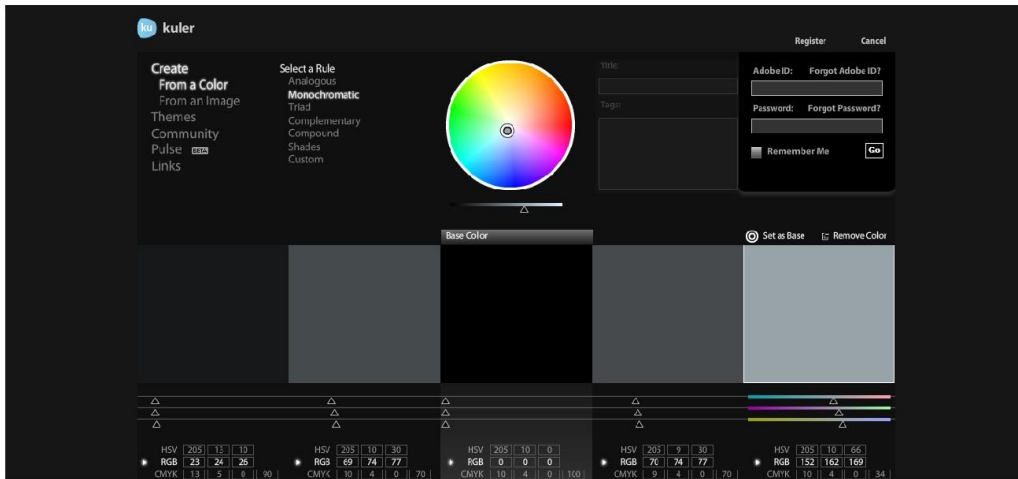 ku kuler
Register Cancel
Create
From a Color
From an Image
Themes
Community
Pulse BETA
Links
Select a Rule
Analogous
Monochromatic
Triad
Complementary
Compound
Shades
Custom
Title:
Tags:
Adobe ID: Forgot Adobe ID?
Password: Forgot Password?
Remember Me Go
Base Color
Set as Base Remove Color
HSV 205 13 10 HSV 205 10 30 HSV 205 10 0 HSV 205 9 30 HSV 205 10 66
RGB 23 24 26 RGB 69 74 77 RGB 0 0 0 RGB 70 74 77 RGB 152 162 169
CMYK 13 5 0 90 CMYK 10 4 0 70 CMYK 10 4 0 100 CMYK 9 4 0 70 CMYK 10 4 0 34